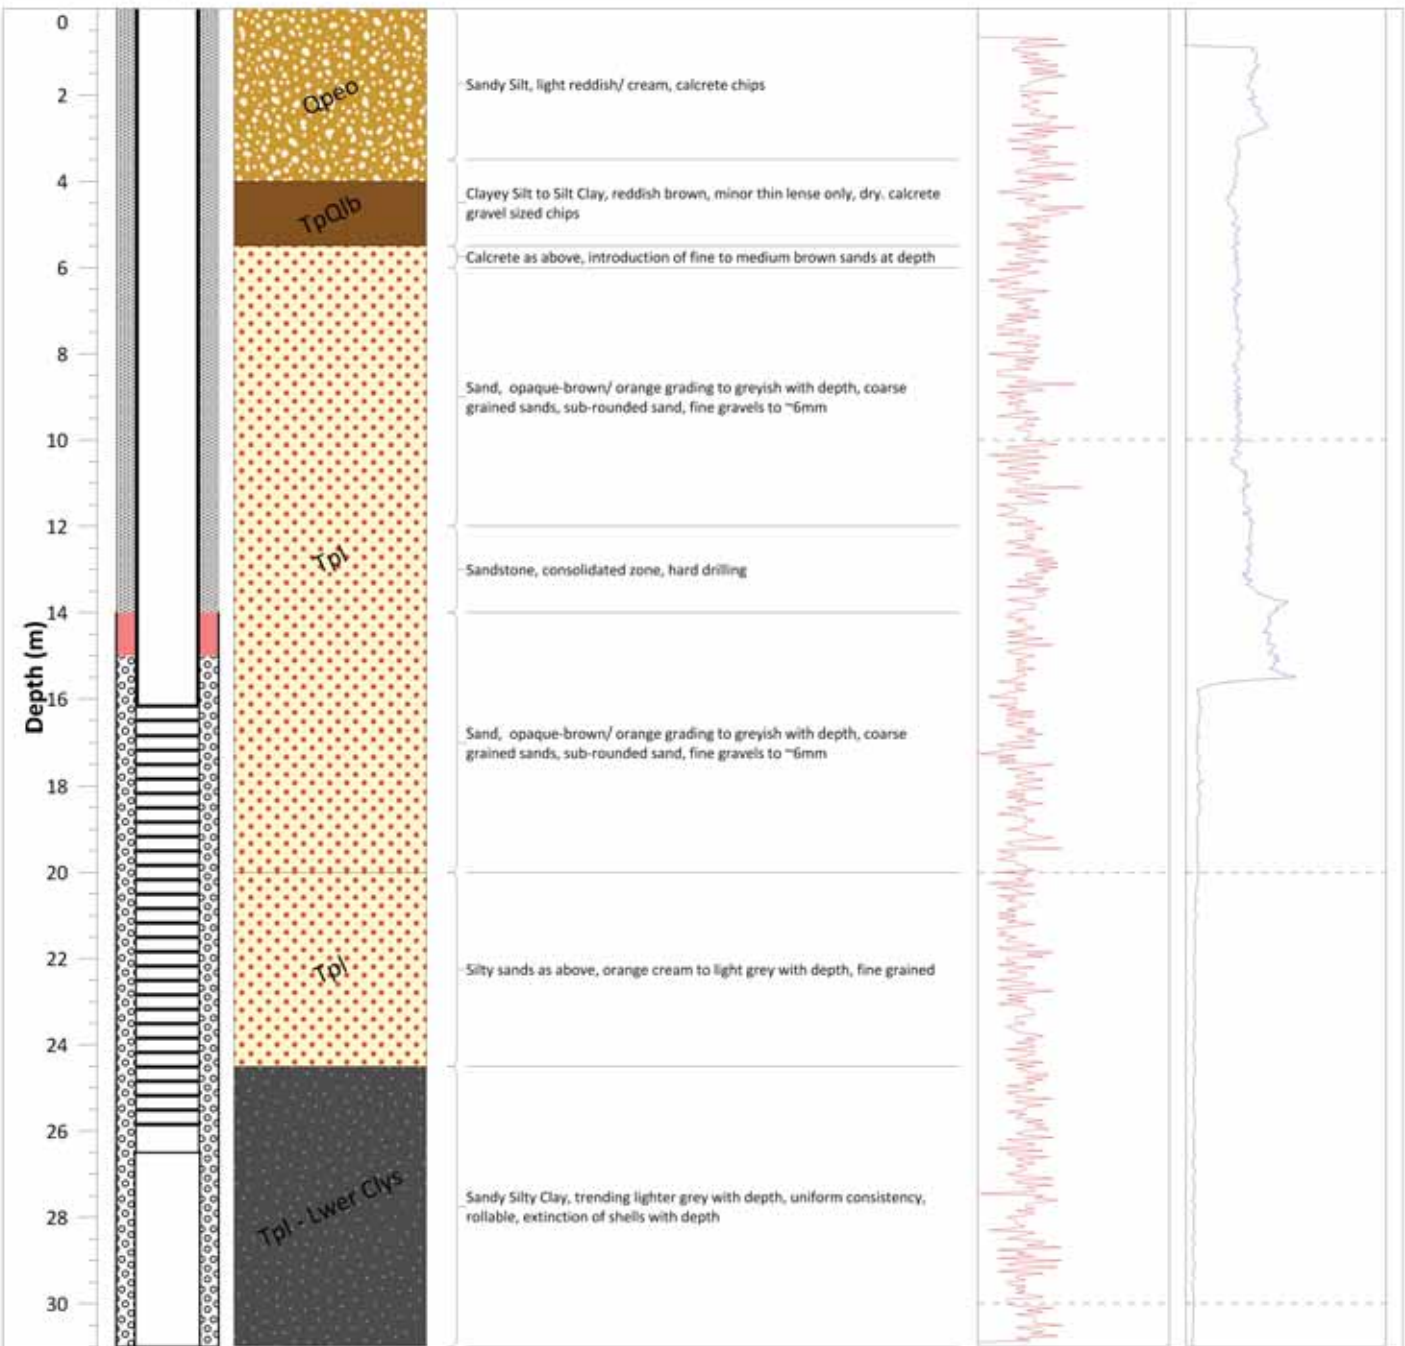 0
Qpeo
Sandy Silt, light reddish/ cream, calcrete chips
2
4
TpQlb
Clayey Silt to Silt Clay, reddish brown, minor thin lense only, dry. calcrete
gravel sized chips
Calcrete as above, introduction of fine to medium brown sands at depth
6
8
Sand, opaque-brown/ orange grading to greyish with depth, coarse
grained sands, sub-rounded sand, fine gravels to ~6mm
10
12
Tpl
Sandstone, consolidated zone, hard drilling
14
Depth (m)
16
Sand, opaque-brown/ orange grading to greyish with depth, coarse
grained sands, sub-rounded sand, fine gravels to ~6mm
18
20
22
Tpl
Silty sands as above, orange cream to light grey with depth, fine grained
24
26
Tpl - Lwer Clys
Sandy Silty Clay, trending lighter grey with depth, uniform consistency,
rollable, extinction of shells with depth
28
30